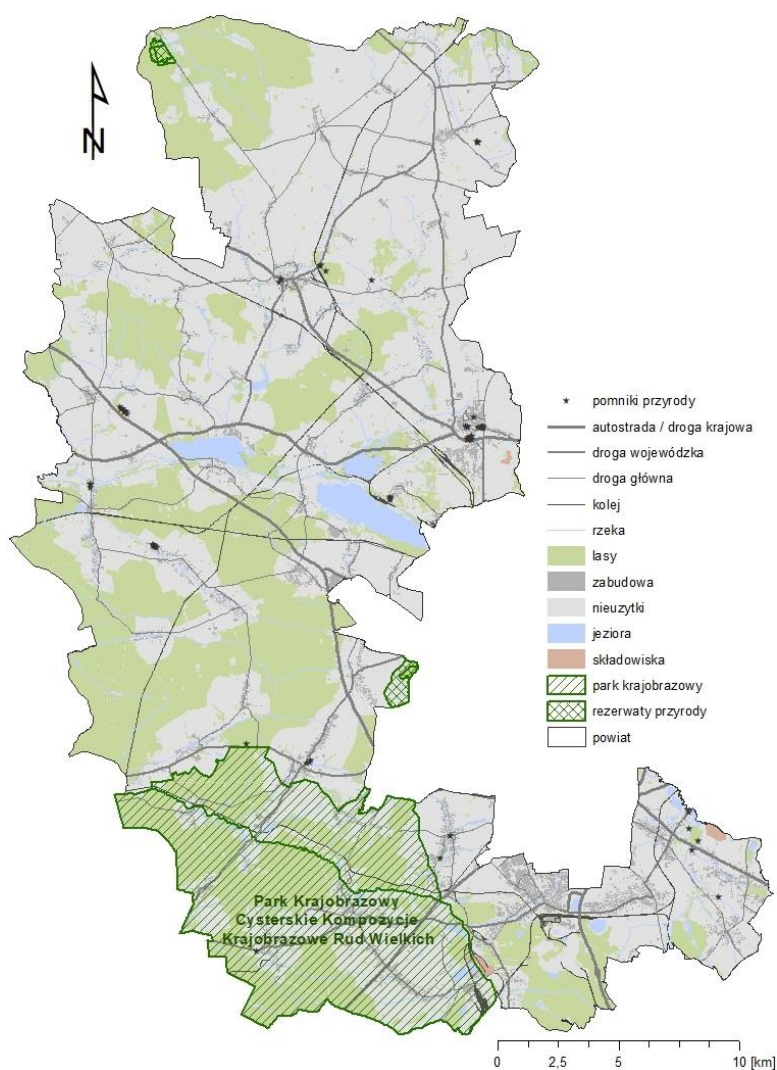 N
pomniki przyrody
autostrada / droga krajowa
droga wojewódzka
droga główna
kolej
rzeka
lasy
zabudowa
nieuzytki
jeziora
składowiska
park krajobrazowy
rezerwaty przyrody
powiat
Park Krajobrazowy
Cysterskie Kompozycje
Krajobrazowe Rud Wielkich
0 2,5 5 10 [km]